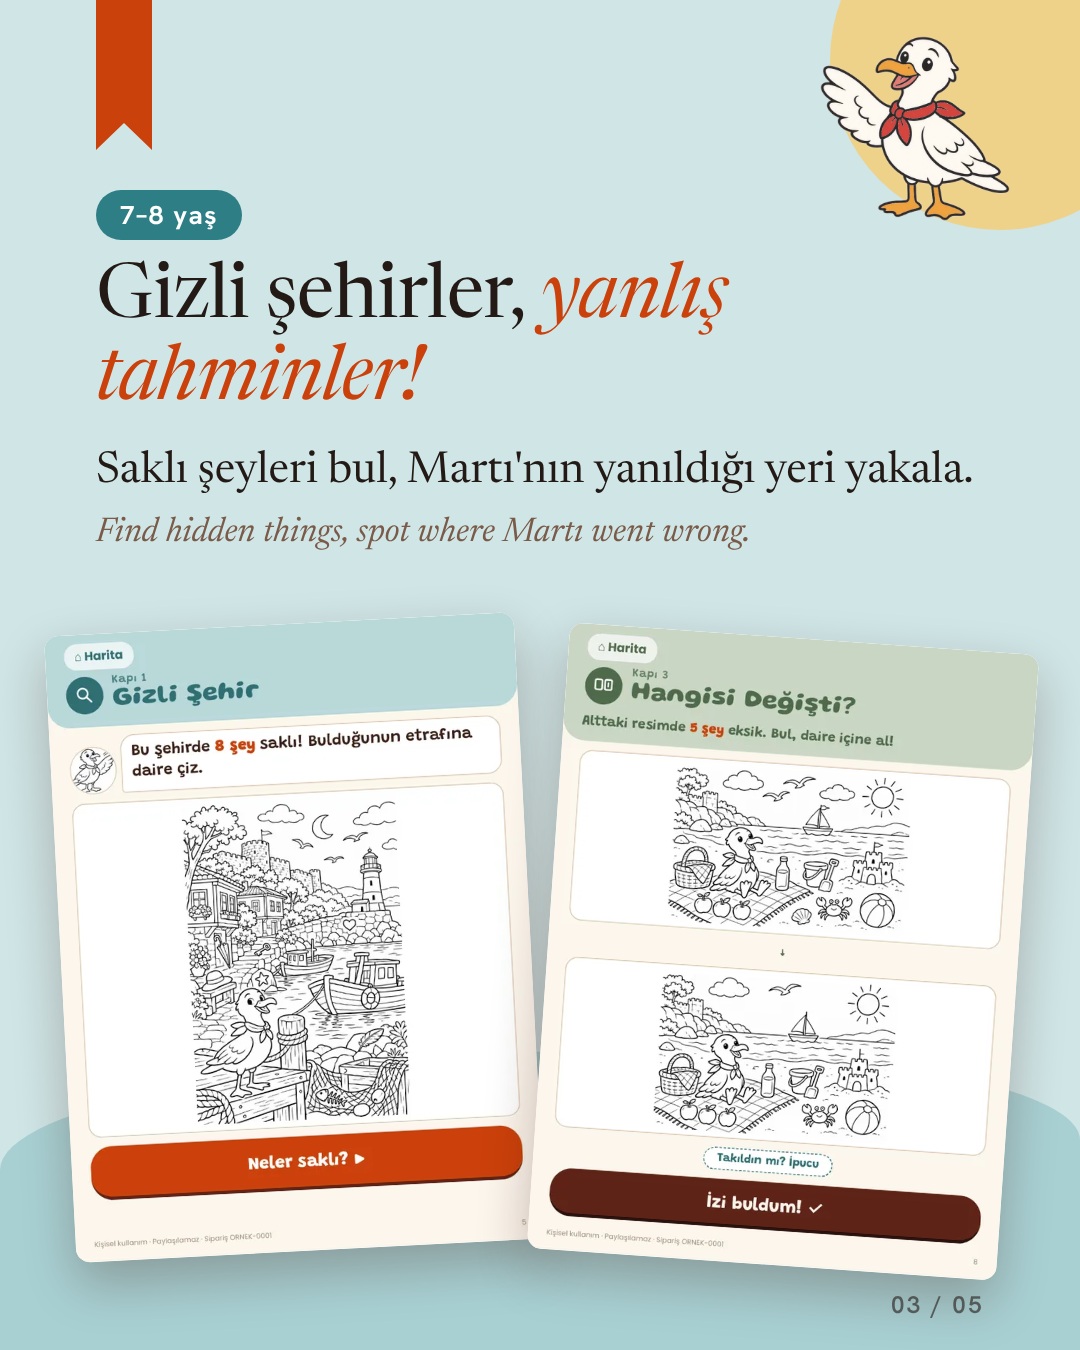 7–8 yaş
Gizli şehirler, yanlış
tahminler!
Saklı şeyleri bul, Martı'nın yanıldığı yeri yakala.
Find hidden things, spot where Martı went wrong.
⌂ Harita
Kapı 1
Gizli Şehir
Bu şehirde 8 şey saklı! Bulduğunun etrafına
daire çiz.
Neler saklı? ▸
Kişisel kullanım · Paylaşılamaz · Sipariş ORNEK-0001
5
⌂ Harita
Kapı 3
Hangisi Değişti?
Alttaki resimde 5 şey eksik. Bul, daire içine al!
↓
Takıldın mı? İpucu
İzi buldum! ✓
Kişisel kullanım · Paylaşılamaz · Sipariş ORNEK-0001
8
03 / 05